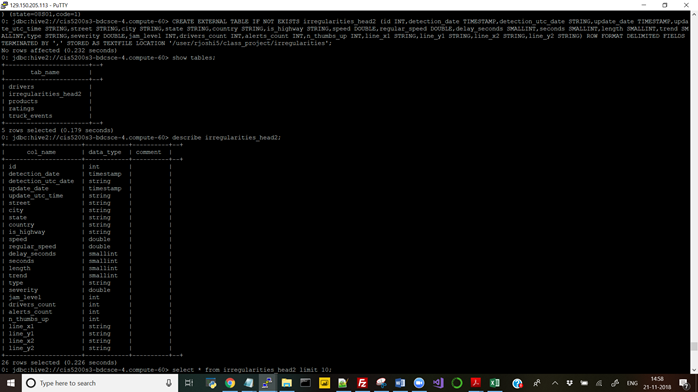 129.150.205.113 - PuTTY
) (state=08S01,code=1)
0: jdbc:hive2://cis5200s3-bdcsce-4.compute-60> CREATE EXTERNAL TABLE IF NOT EXISTS irregularities_head2 (id INT,detection_date TIMESTAMP,detection_utc_date STRING,update_date TIMESTAMP,upda
te_utc_time STRING,street STRING,city STRING,state STRING,country STRING,is_highway STRING,speed DOUBLE,regular_speed DOUBLE,delay_seconds SMALLINT,seconds SMALLINT,length SMALLINT,trend SM
ALLINT,type STRING,severity DOUBLE,jam_level INT,drivers_count INT,alerts_count INT,n_thumbs_up INT,line_x1 STRING,line_y1 STRING,line_x2 STRING,line_y2 STRING) ROW FORMAT DELIMITED FIELDS
TERMINATED BY ',' STORED AS TEXTFILE LOCATION '/user/rjoshi5/class_project/irregularities';
No rows affected (0.232 seconds)
0: jdbc:hive2://cis5200s3-bdcsce-4.compute-60> show tables;
+-----------------------+--+
| tab_name |
+-----------------------+--+
| drivers |
| irregularities_head2 |
| products |
| ratings |
| truck_events |
+-----------------------+--+
5 rows selected (0.179 seconds)
0: jdbc:hive2://cis5200s3-bdcsce-4.compute-60> describe irregularities_head2;
+---------------------+------------+----------+--+
| col_name | data_type | comment |
+---------------------+------------+----------+--+
| id | int | |
| detection_date | timestamp | |
| detection_utc_date | string | |
| update_date | timestamp | |
| update_utc_time | string | |
| street | string | |
| city | string | |
| state | string | |
| country | string | |
| is_highway | string | |
| speed | double | |
| regular_speed | double | |
| delay_seconds | smallint | |
| seconds | smallint | |
| length | smallint | |
| trend | smallint | |
| type | string | |
| severity | double | |
| jam_level | int | |
| drivers_count | int | |
| alerts_count | int | |
| n_thumbs_up | int | |
| line_x1 | string | |
| line_y1 | string | |
| line_x2 | string | |
| line_y2 | string | |
+---------------------+------------+----------+--+
26 rows selected (0.226 seconds)
0: jdbc:hive2://cis5200s3-bdcsce-4.compute-60> select * from irregularities_head2 limit 10;
Type here to search
ENG
14:58
21-11-2018